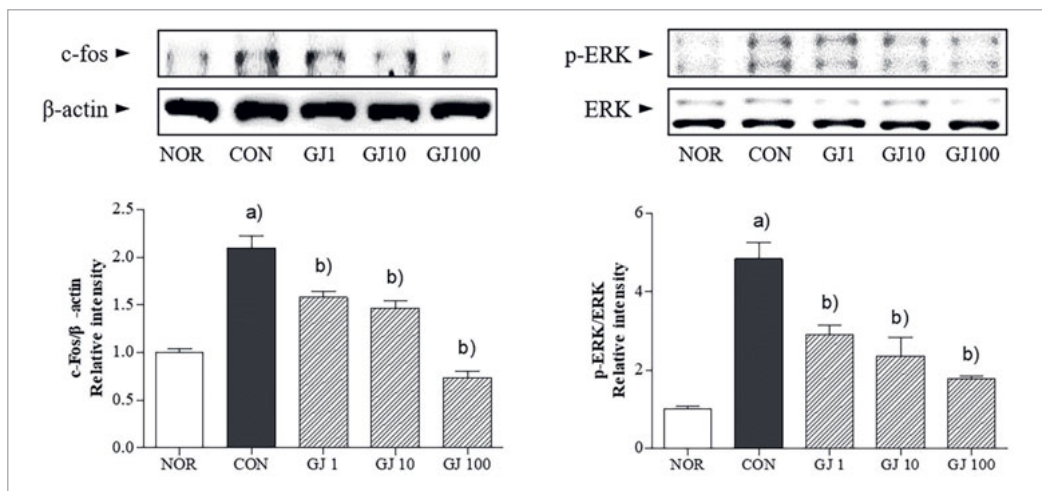 c-fos ►
β-actin ►
NOR CON GJ1 GJ10 GJ100
p-ERK ►
ERK ►
NOR CON GJ1 GJ10 GJ100
c-Fos/β -actin
Relative intensity
2.5
2.0
1.5
1.0
0.5
0.0
a)
b)
b)
b)
NOR CON GJ 1 GJ 10 GJ 100
p-ERK/ERK
Relative intensity
6
4
2
0
a)
b)
b)
b)
NOR CON GJ 1 GJ 10 GJ 100